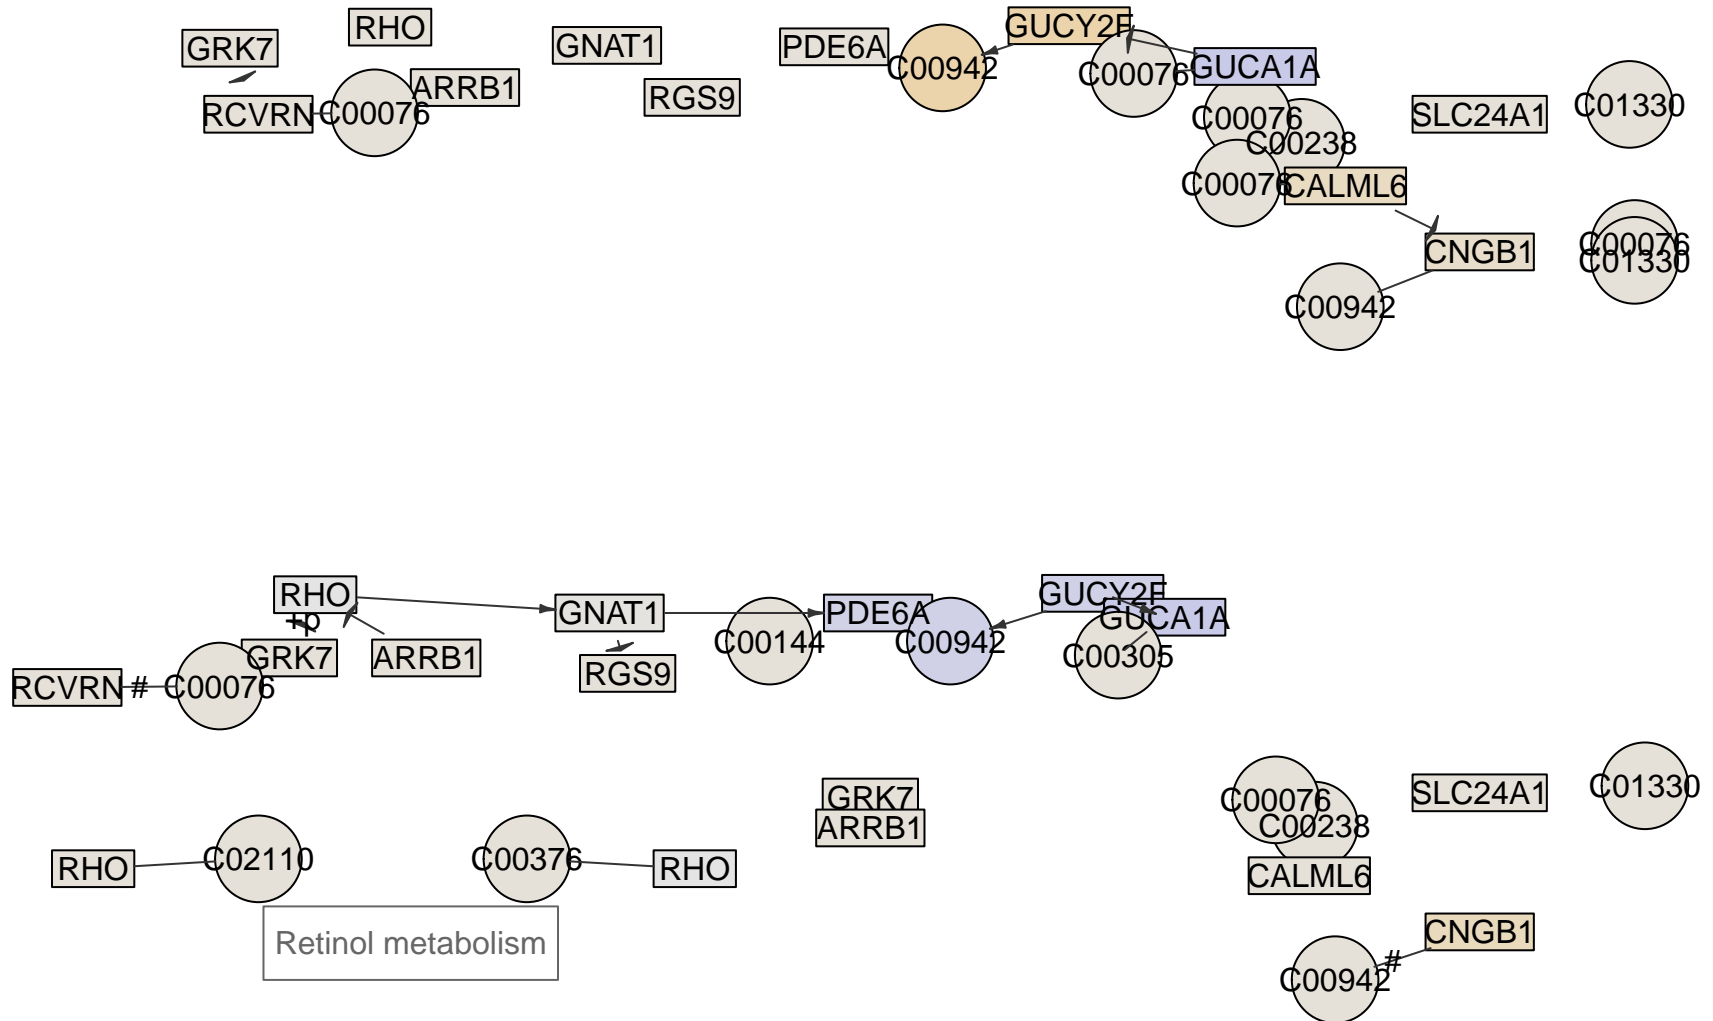 RHO
GRK7
GNAT1
PDE6A
GUCY2F
C00942
C00076
GUCA1A
ARRB1
RGS9
RCVRN
C00076
C00076
C00238
SLC24A1
C01330
C00076
CALML6
C00076
C01330
CNGB1
C00942
RHO
+p
GNAT1
PDE6A
GUCY2F
GUCA1A
C00144
C00942
C00305
GRK7
ARRB1
RGS9
RCVRN
#
C00076
GRK7
ARRB1
C00076
C00238
SLC24A1
C01330
RHO
C02110
C00376
RHO
CALML6
Retinol metabolism
CNGB1
#
C00942